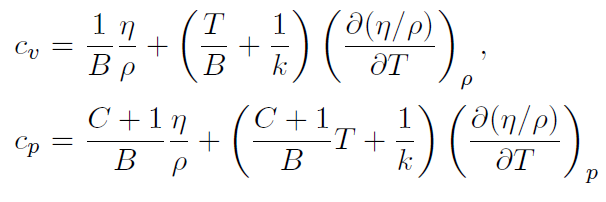 c_v = \frac{1}{B}\frac{\eta}{\rho} + \left(\frac{T}{B} + \frac{1}{k}\right)\left(\frac{\partial(\eta/\rho)}{\partial T}\right)_\rho,
c_p = \frac{C+1}{B}\frac{\eta}{\rho} + \left(\frac{C+1}{B}T + \frac{1}{k}\right)\left(\frac{\partial(\eta/\rho)}{\partial T}\right)_p